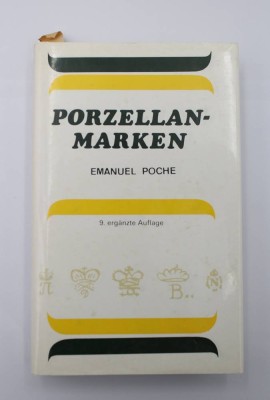 PORZELLAN-
MARKEN
EMANUEL POCHE
9. ergänzte Auflage
B..
N